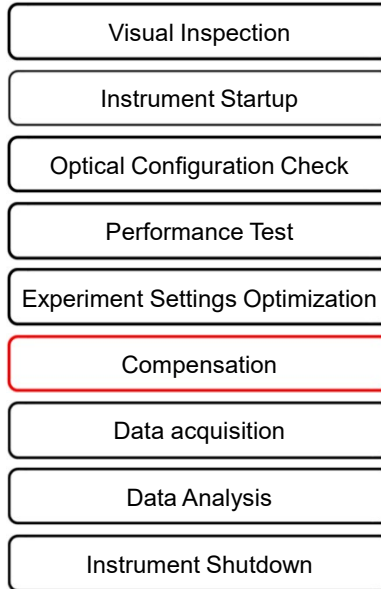 Visual Inspection
Instrument Startup
Optical Configuration Check
Performance Test
Experiment Settings Optimization
Compensation
Data acquisition
Data Analysis
Instrument Shutdown